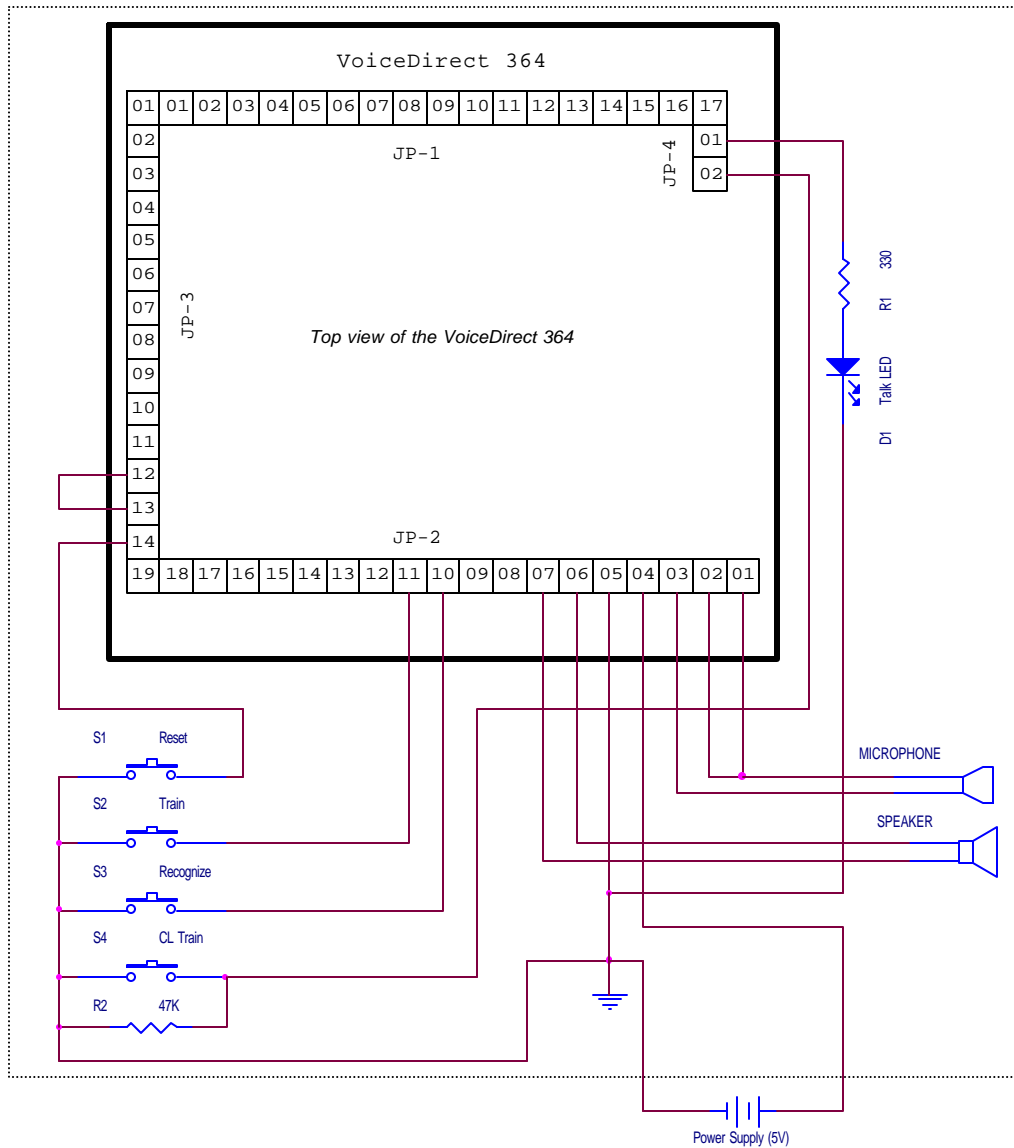 VoiceDirect 364
01 01 02 03 04 05 06 07 08 09 10 11 12 13 14 15 16 17
02
03
04
05
06
07
08
09
10
11
12
13
14
JP-1
JP-4
01
02
JP-3
Top view of the VoiceDirect 364
JP-2
19 18 17 16 15 14 13 12 11 10 09 08 07 06 05 04 03 02 01
R1 330
D1 Talk LED
S1 Reset
S2 Train
S3 Recognize
S4 CL Train
R2 47K
MICROPHONE
SPEAKER
Power Supply (5V)